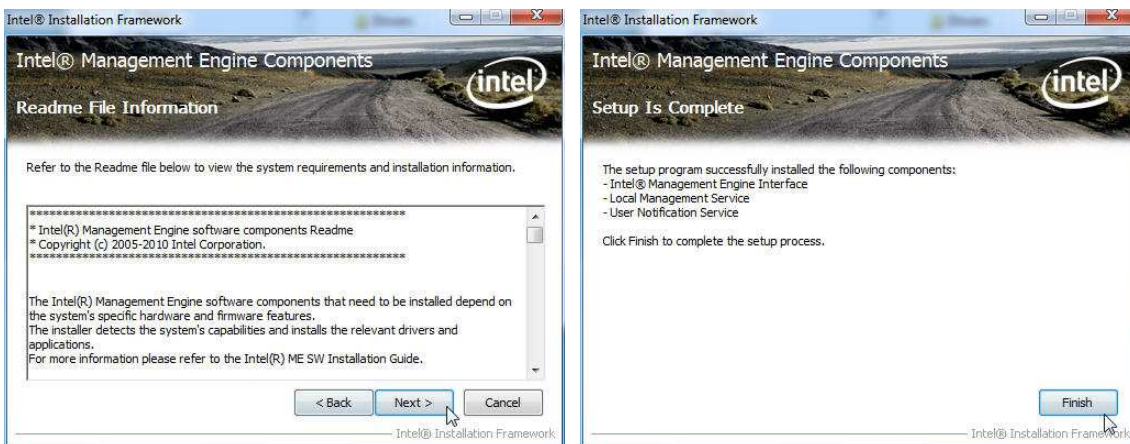 Intel® Installation Framework
Intel® Management Engine Components
intel
Readme File Information
Refer to the Readme file below to view the system requirements and installation information.
*********************************************************
* Intel(R) Management Engine software components Readme
* Copyright (c) 2005-2010 Intel Corporation.
*********************************************************
The Intel(R) Management Engine software components that need to be installed depend on
the system's specific hardware and firmware features.
The installer detects the system's capabilities and installs the relevant drivers and
applications.
For more information please refer to the Intel(R) ME SW Installation Guide.
< Back
Next >
Cancel
Intel® Installation Framework
Intel® Installation Framework
Intel® Management Engine Components
intel
Setup Is Complete
The setup program successfully installed the following components:
- Intel® Management Engine Interface
- Local Management Service
- User Notification Service
Click Finish to complete the setup process.
Finish
Intel® Installation Framework